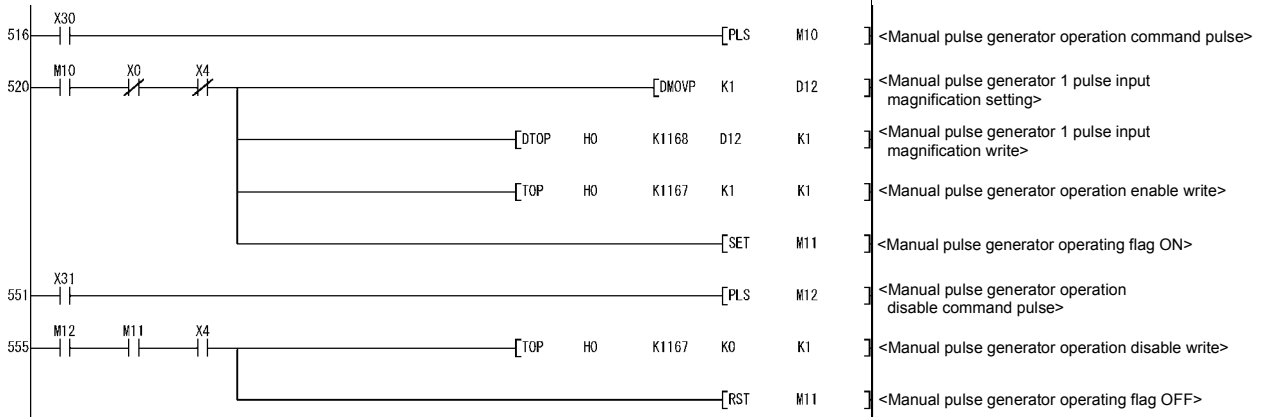 X30
516 PLS M10 <Manual pulse generator operation command pulse>
M10 X0 X4
520 DMOVP K1 D12 <Manual pulse generator 1 pulse input
magnification setting>
DTOP H0 K1168 D12 K1 <Manual pulse generator 1 pulse input
magnification write>
TOP H0 K1167 K1 K1 <Manual pulse generator operation enable write>
SET M11 <Manual pulse generator operating flag ON>
X31
551 PLS M12 <Manual pulse generator operation
disable command pulse>
M12 M11 X4
555 TOP H0 K1167 K0 K1 <Manual pulse generator operation disable write>
RST M11 <Manual pulse generator operating flag OFF>